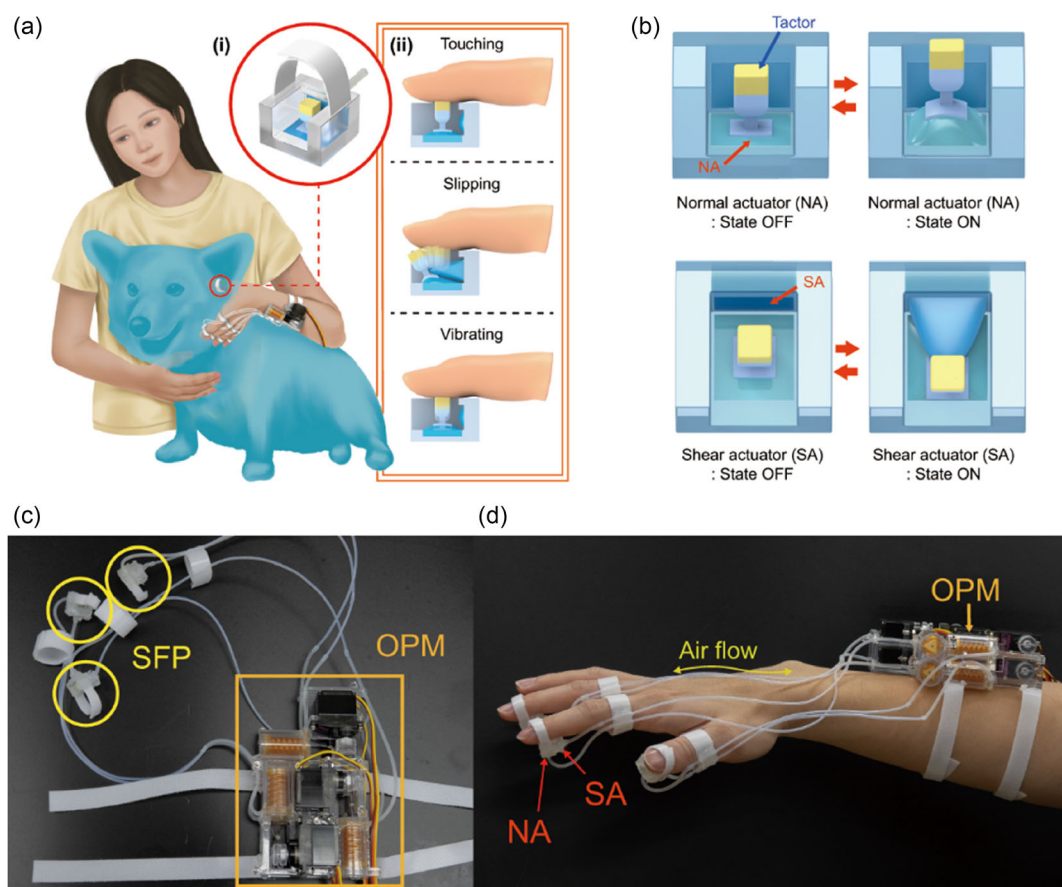 (a)
(i)
(ii)
Touching
Slipping
Vibrating
(b)
Tactor
NA
Normal actuator (NA)
: State OFF
Normal actuator (NA)
: State ON
SA
Shear actuator (SA)
: State OFF
Shear actuator (SA)
: State ON
(c)
SFP
OPM
(d)
OPM
Air flow
SA
NA